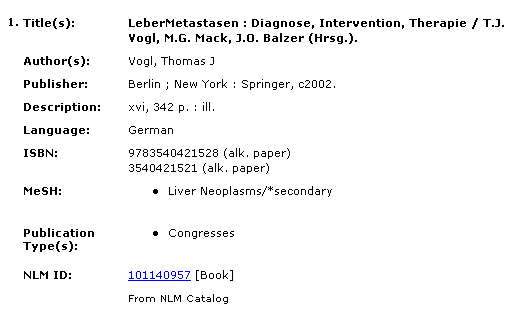 1. Title(s): LeberMetastasen : Diagnose, Intervention, Therapie / T.J.
Vogl, M.G. Mack, J.O. Balzer (Hrsg.).
Author(s): Vogl, Thomas J
Publisher: Berlin ; New York : Springer, c2002.
Description: xvi, 342 p. : ill.
Language: German
ISBN: 9783540421528 (alk. paper)
3540421521 (alk. paper)
MeSH: • Liver Neoplasms/*secondary
Publication • Congresses
Type(s):
NLM ID: 101140957 [Book]
From NLM Catalog